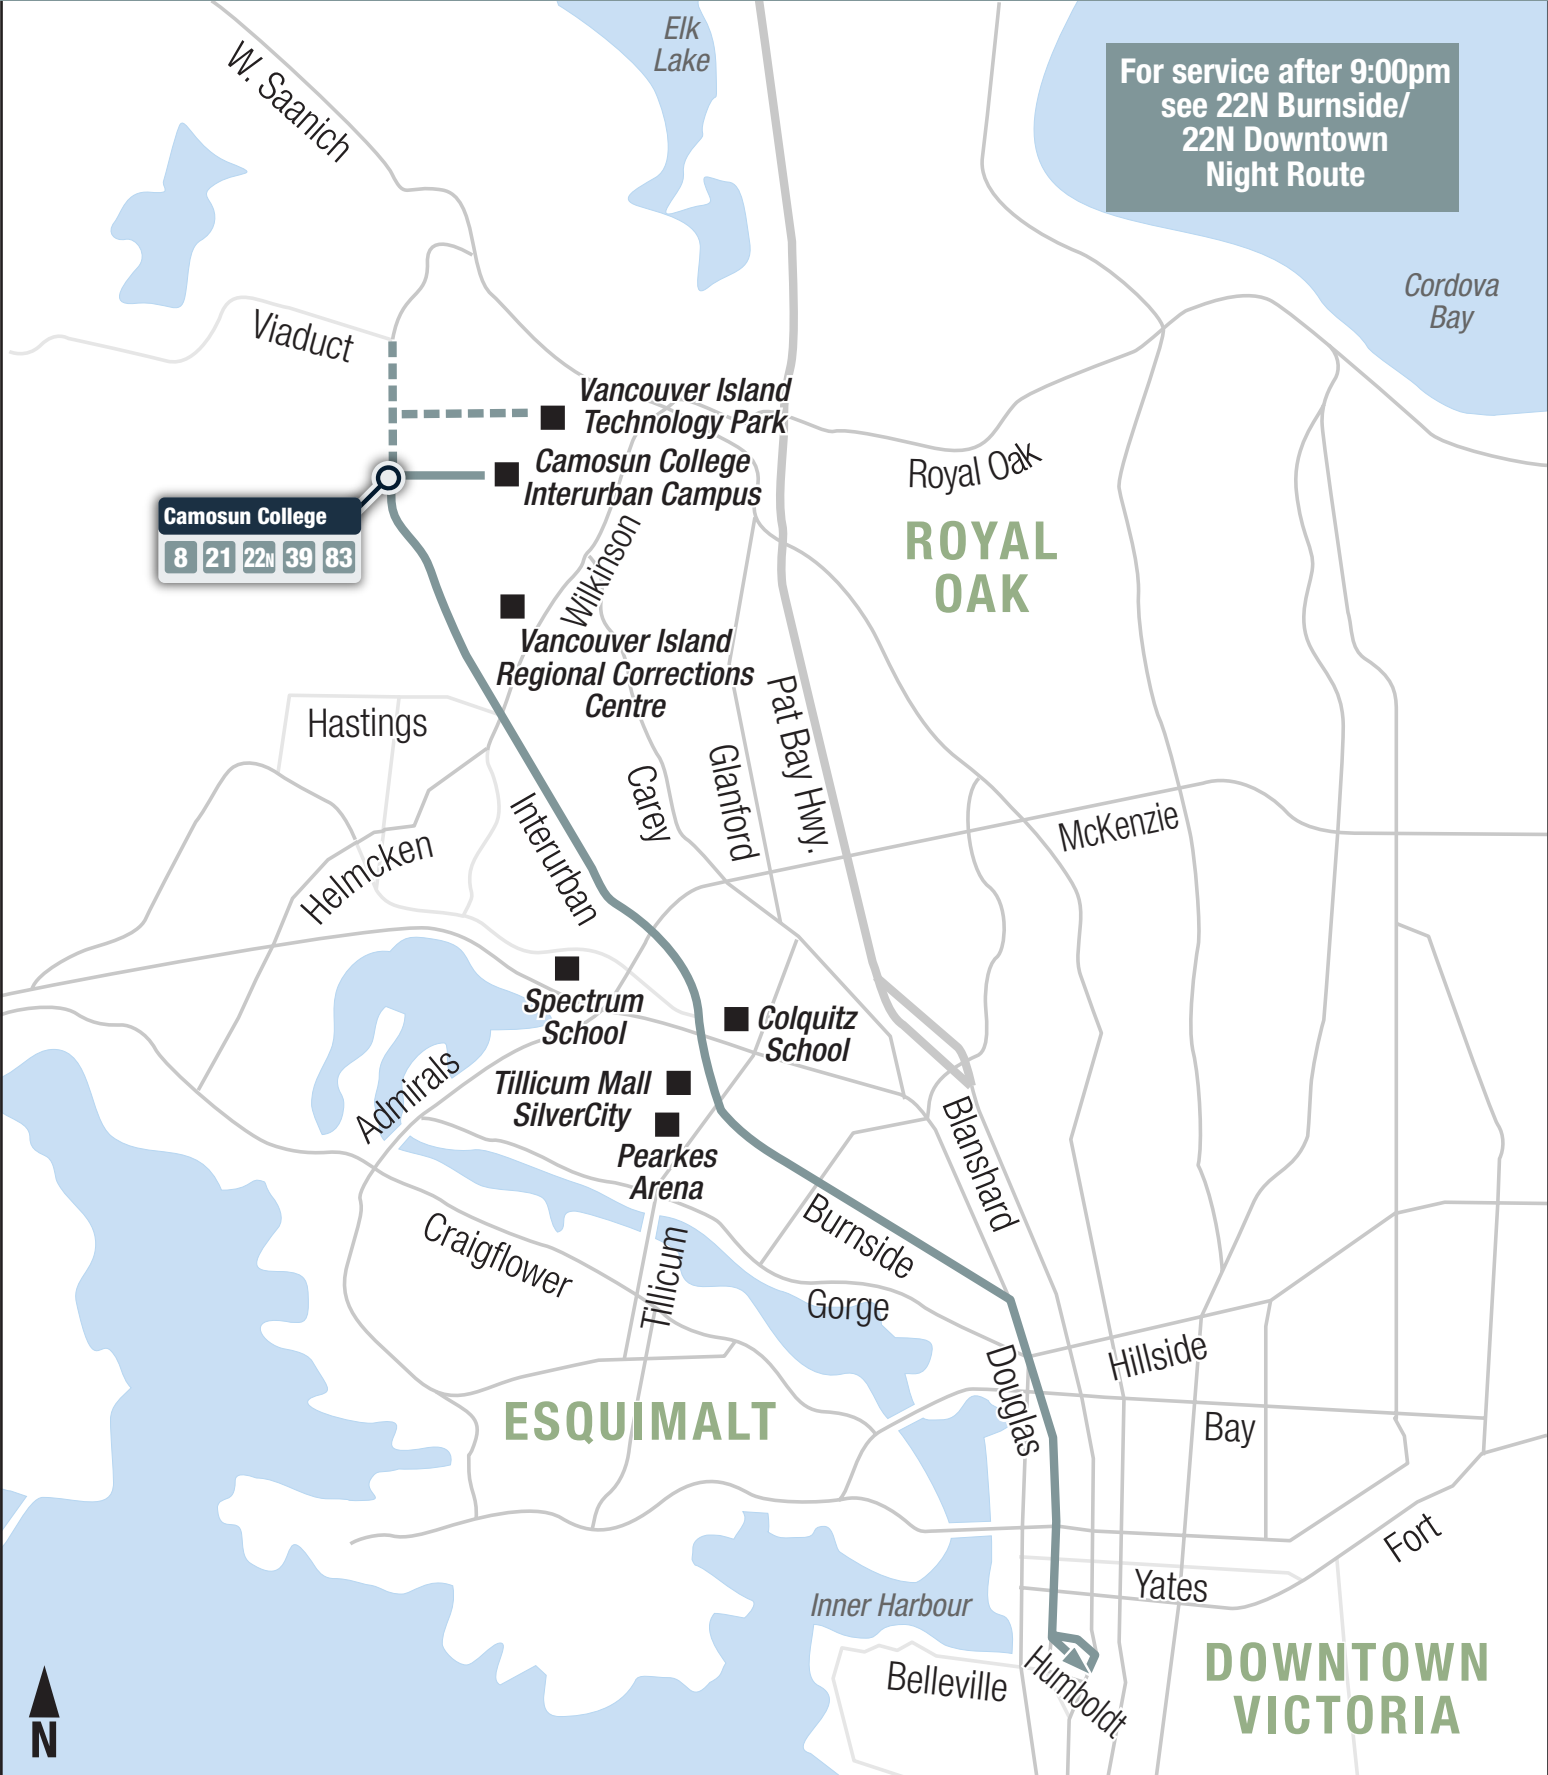 Elk
Lake
For service after 9:00pm
see 22N Burnside/
22N Downtown
Night Route
W. Saanich
Cordova
Bay
Viaduct
Vancouver Island
Technology Park
Royal Oak
Camosun College
Interurban Campus
Camosun College
8 21 22N 39 83
ROYAL
OAK
Wilkinson
Vancouver Island
Regional Corrections
Centre
Hastings
Pat Bay Hwy.
Glanford
Carey
Interurban
McKenzie
Helmcken
Spectrum
School
Colquitz
School
Admirals
Tillicum Mall
SilverCity
Pearkes
Arena
Blanshard
Burnside
Craigflower
Tillicum
Gorge
Douglas
Hillside
ESQUIMALT
Bay
Fort
Yates
Inner Harbour
Humboldt
Belleville
DOWNTOWN
VICTORIA
N